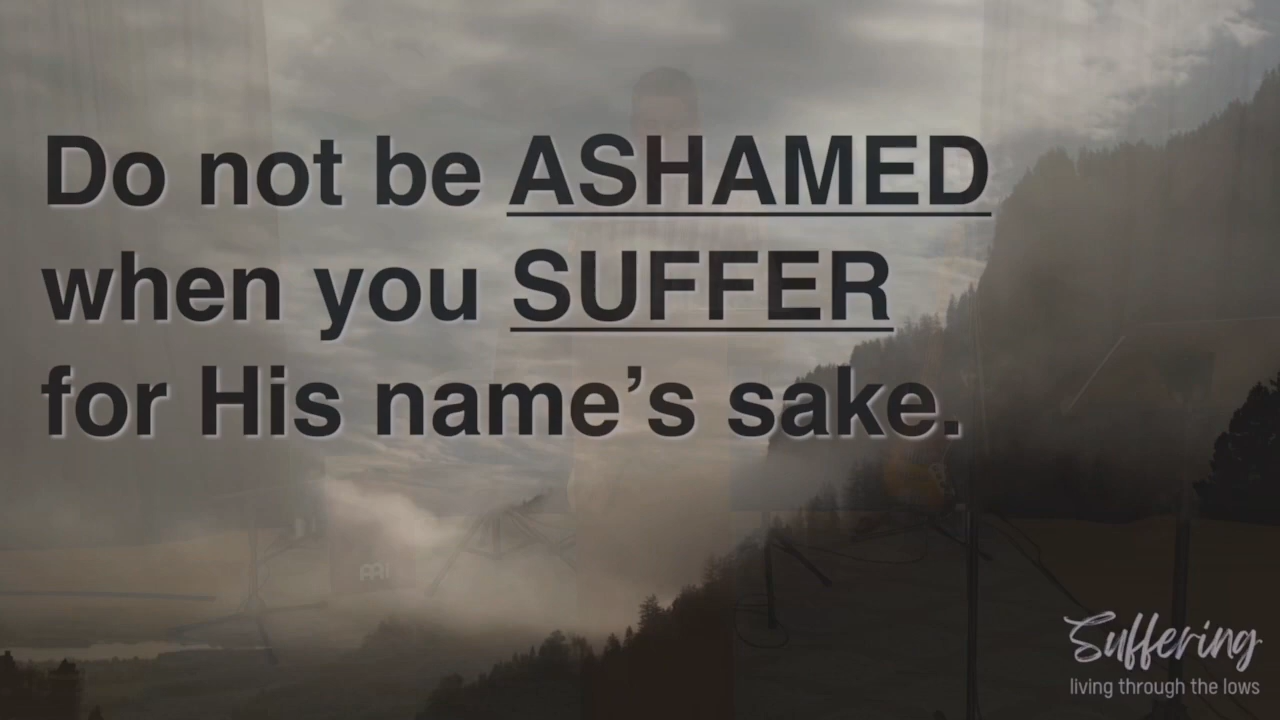 Do not be ASHAMED
when you SUFFER
for His name’s sake.
Suffering
living through the lows